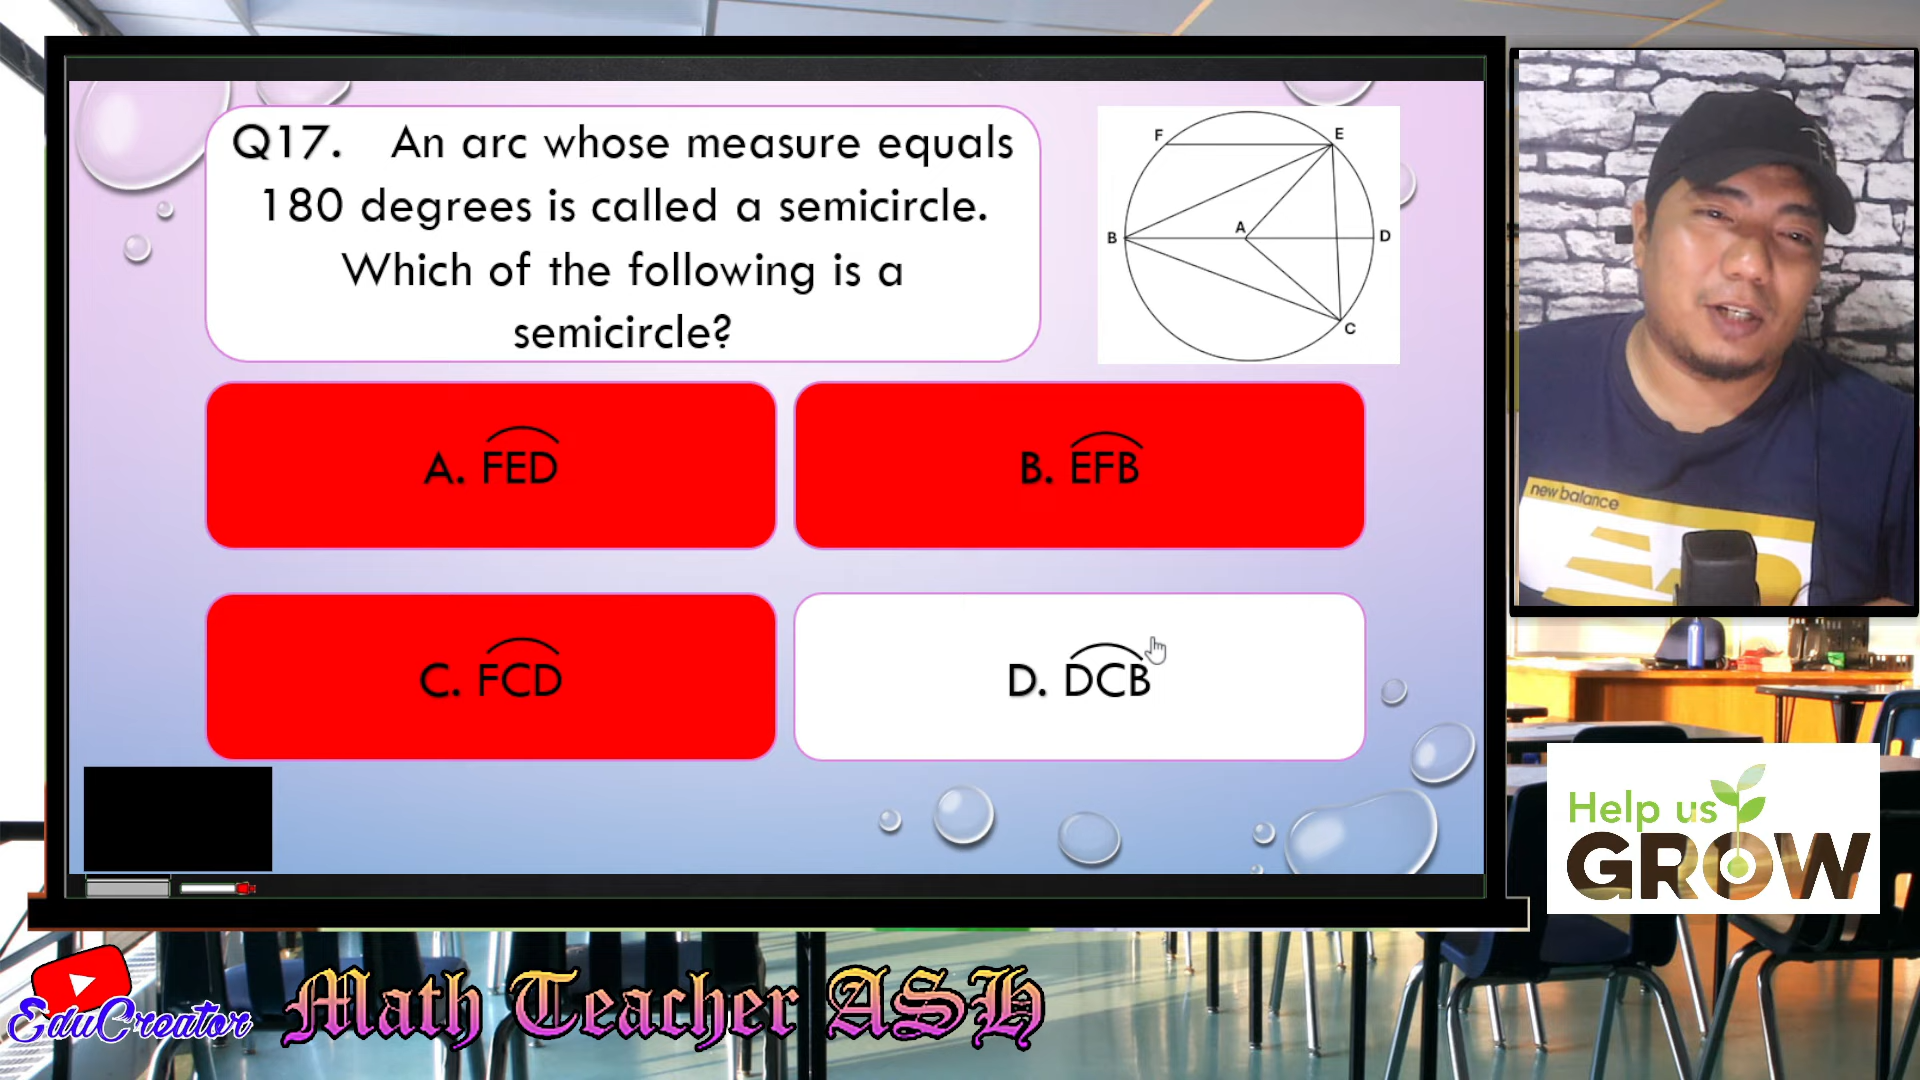 Q17. An arc whose measure equals
180 degrees is called a semicircle.
Which of the following is a
semicircle?
F
E
B
A
D
C
A. FED
B. EFB
C. FCD
D. DCB
new balance
Help us
GROW
EduCreator
Math Teacher ASH